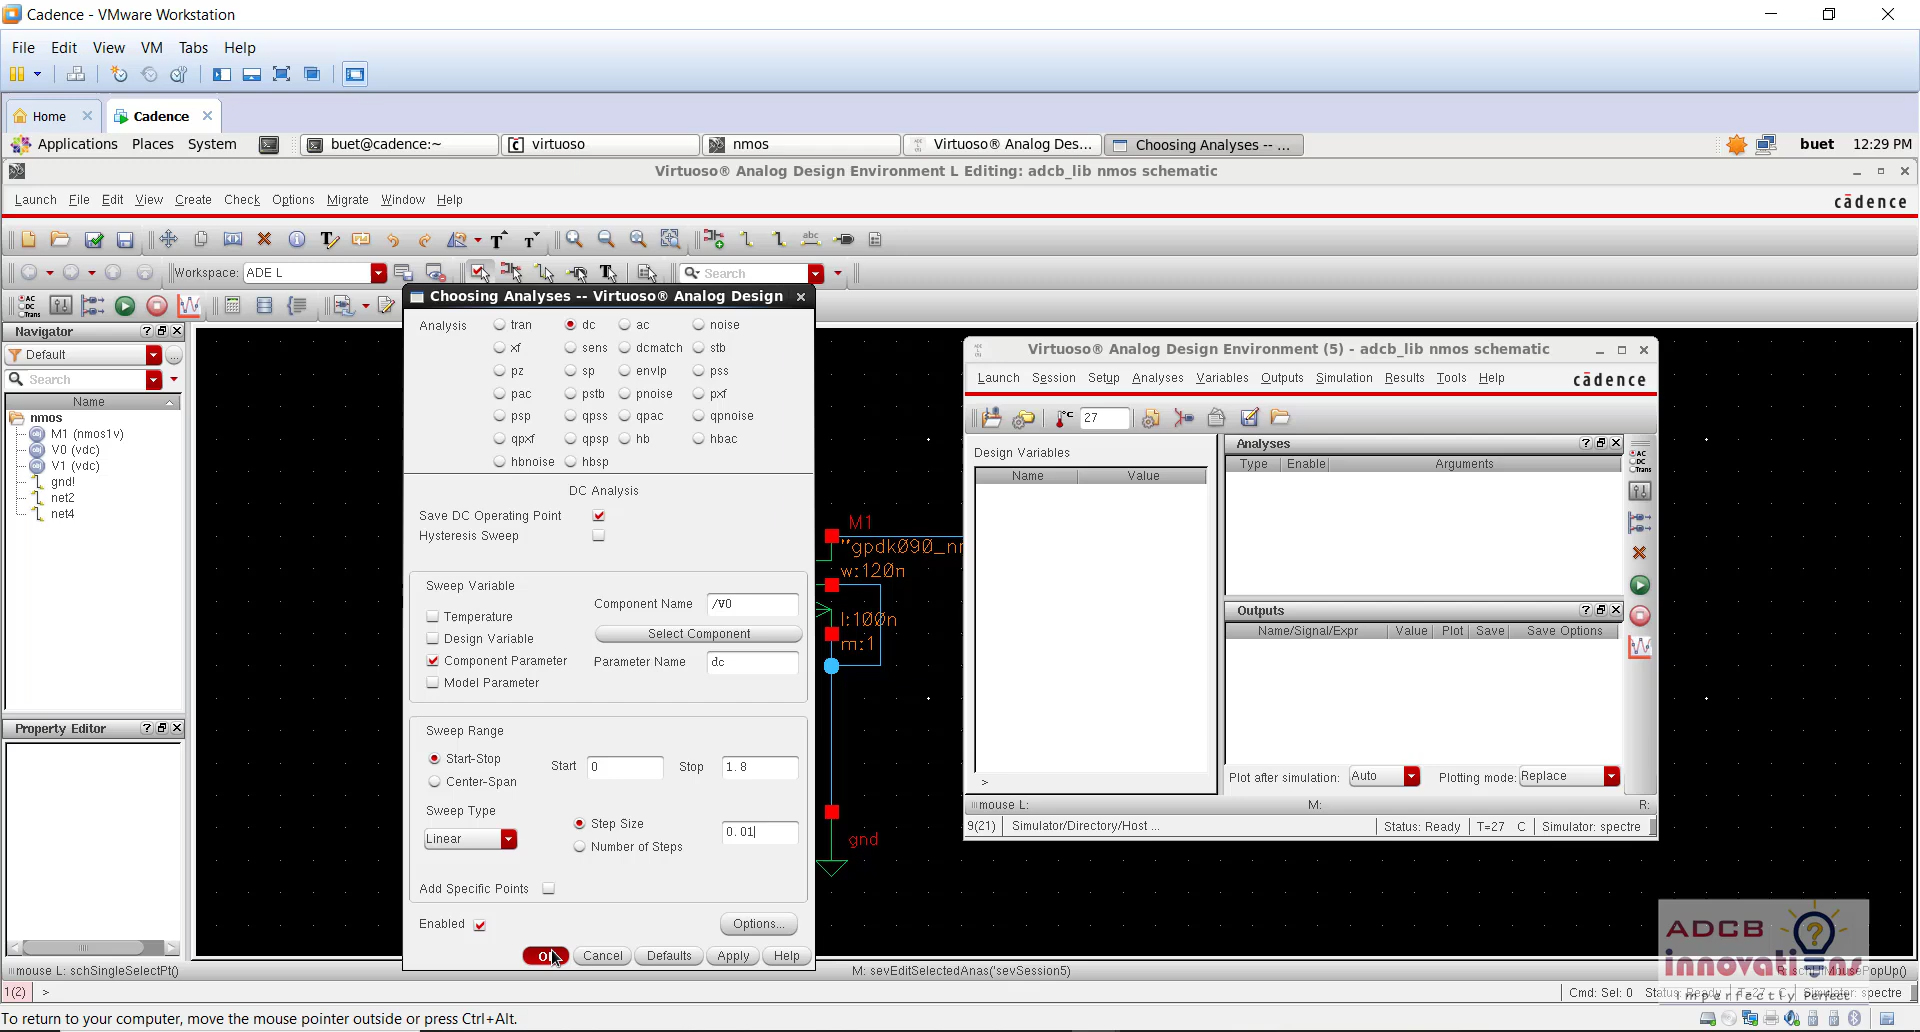 Cadence - VMware Workstation
File Edit View VM Tabs Help
Home Cadence
Applications Places System buet@cadence:~ virtuoso nmos Virtuoso® Analog Des... Choosing Analyses -- ... buet 12:29 PM
Virtuoso® Analog Design Environment L Editing: adcb_lib nmos schematic
Launch File Edit View Create Check Options Migrate Window Help cādence
Workspace: ADE L Search
Navigator
Default
Search
Name
nmos
M1 (nmos1v)
V0 (vdc)
V1 (vdc)
gnd!
net2
net4
Property Editor
Choosing Analyses -- Virtuoso® Analog Design
Analysis tran dc ac noise
xf sens dcmatch stb
pz sp envlp pss
pac pstb pnoise pxf
psp qpss qpac qpnoise
qpxf qpsp hb hbac
hbnoise hbsp
DC Analysis
Save DC Operating Point
Hysteresis Sweep
Sweep Variable
Temperature
Design Variable
Component Parameter
Model Parameter
Component Name /V0
Select Component
Parameter Name dc
Sweep Range
Start-Stop
Center-Span
Start 0 Stop 1.8
Sweep Type
Linear
Step Size
Number of Steps
0.01
Add Specific Points
Enabled
Options...
Cancel Defaults Apply Help
M1
w:120n
l:100n
m:1
gnd
Virtuoso® Analog Design Environment (5) - adcb_lib nmos schematic
Launch Session Setup Analyses Variables Outputs Simulation Results Tools Help cādence
27
Design Variables
Name Value
>
Analyses
Type Enable Arguments
AC
DC
Trans
Outputs
Name/Signal/Expr Value Plot Save Save Options
Plot after simulation: Auto Plotting mode: Replace
mouse L: M: R:
9(21) Simulator/Directory/Host ... Status: Ready T=27 C Simulator: spectre
ADCB
innovations
Imperfectly Perfect
mouse L: schSingleSelectPt() M: sevEditSelectedAnas('sevSession5)
1(2) > Cmd: Sel: 0
To return to your computer, move the mouse pointer outside or press Ctrl+Alt.